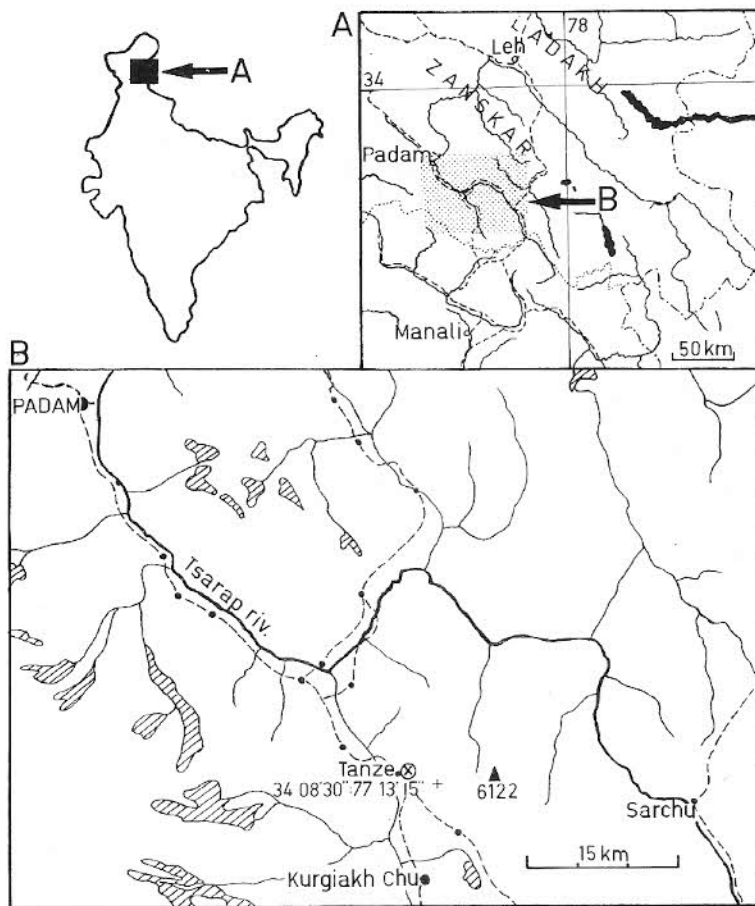 A
A
78
LADAKH
Leh
34
ZANSKAR
Padam
B
Manali
50 km
B
PADAM
Tsarap riv.
Tanze
34 08'30":77 13'15" +
6122
Sarchu
15 km
Kurgiakh Chu